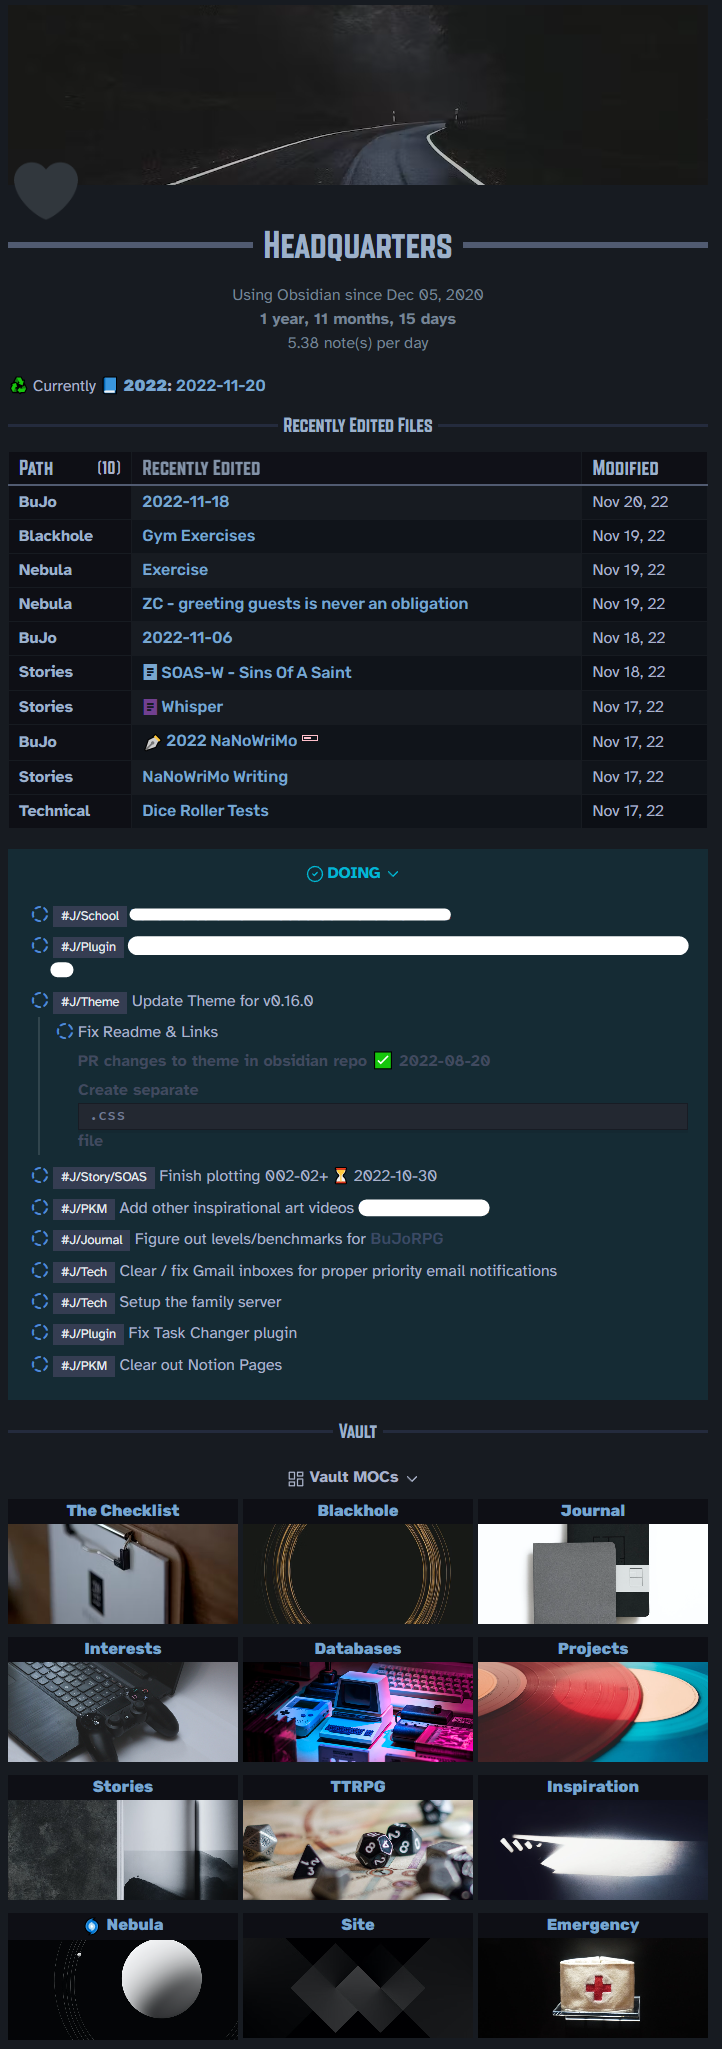 Headquarters
Using Obsidian since Dec 05, 2020
1 year, 11 months, 15 days
5.38 note(s) per day
♻️ Currently 📘 2022: 2022-11-20
Recently Edited Files
Path (10) Recently Edited Modified
BuJo 2022-11-18 Nov 20, 22
Blackhole Gym Exercises Nov 19, 22
Nebula Exercise Nov 19, 22
Nebula ZC - greeting guests is never an obligation Nov 19, 22
BuJo 2022-11-06 Nov 18, 22
Stories SOAS-W - Sins Of A Saint Nov 18, 22
Stories Whisper Nov 17, 22
BuJo 2022 NaNoWriMo Nov 17, 22
Stories NaNoWriMo Writing Nov 17, 22
Technical Dice Roller Tests Nov 17, 22
DOING
#J/School
#J/Plugin
#J/Theme Update Theme for v0.16.0
Fix Readme & Links
PR changes to theme in obsidian repo ✅ 2022-08-20
Create separate
.css
file
#J/Story/SOAS Finish plotting 002-02+ ⏳ 2022-10-30
#J/PKM Add other inspirational art videos
#J/Journal Figure out levels/benchmarks for BuJoRPG
#J/Tech Clear / fix Gmail inboxes for proper priority email notifications
#J/Tech Setup the family server
#J/Plugin Fix Task Changer plugin
#J/PKM Clear out Notion Pages
Vault
Vault MOCs
The Checklist Blackhole Journal
Interests Databases Projects
Stories TTRPG Inspiration
🌀 Nebula Site Emergency